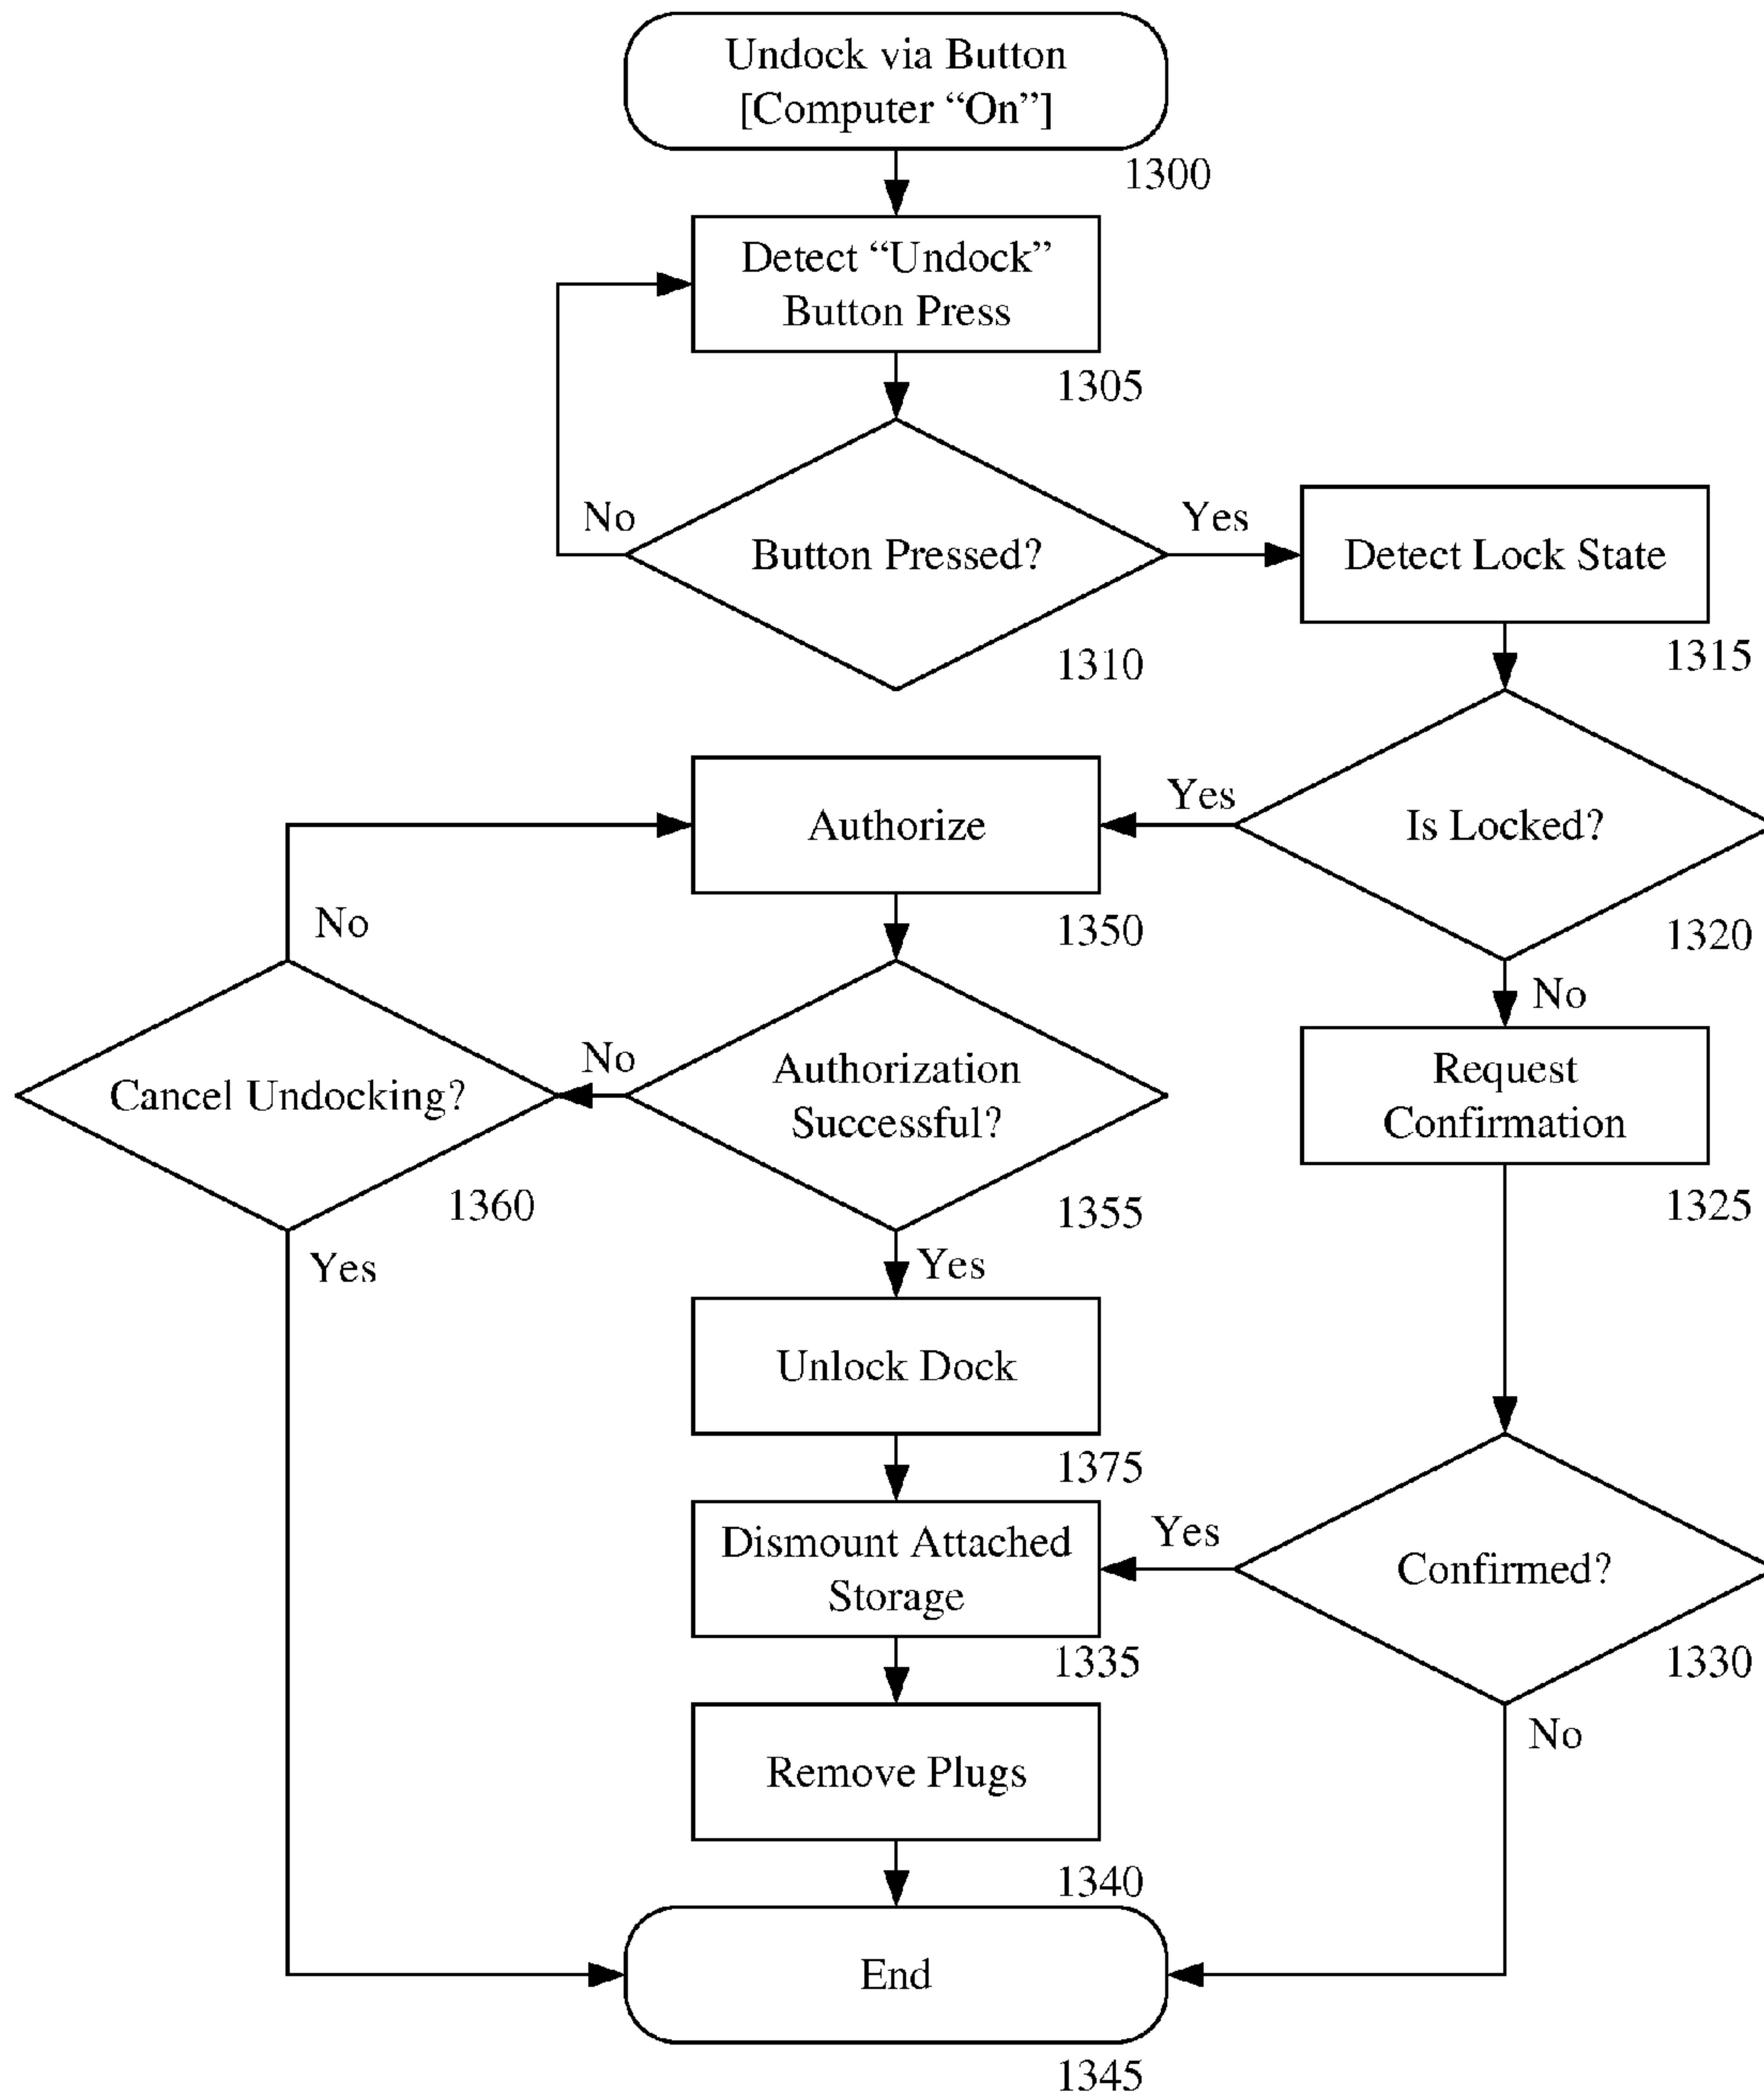 Undock via Button
[Computer “On”]
1300
Detect “Undock”
Button Press
1305
No
Button Pressed?
Yes
1310
Detect Lock State
1315
Is Locked?
Yes
1320
No
Authorize
1350
No
Cancel Undocking?
1360
Yes
No
Authorization
Successful?
1355
Yes
Request
Confirmation
1325
Unlock Dock
1375
Dismount Attached
Storage
1335
Yes
Confirmed?
1330
No
Remove Plugs
1340
End
1345